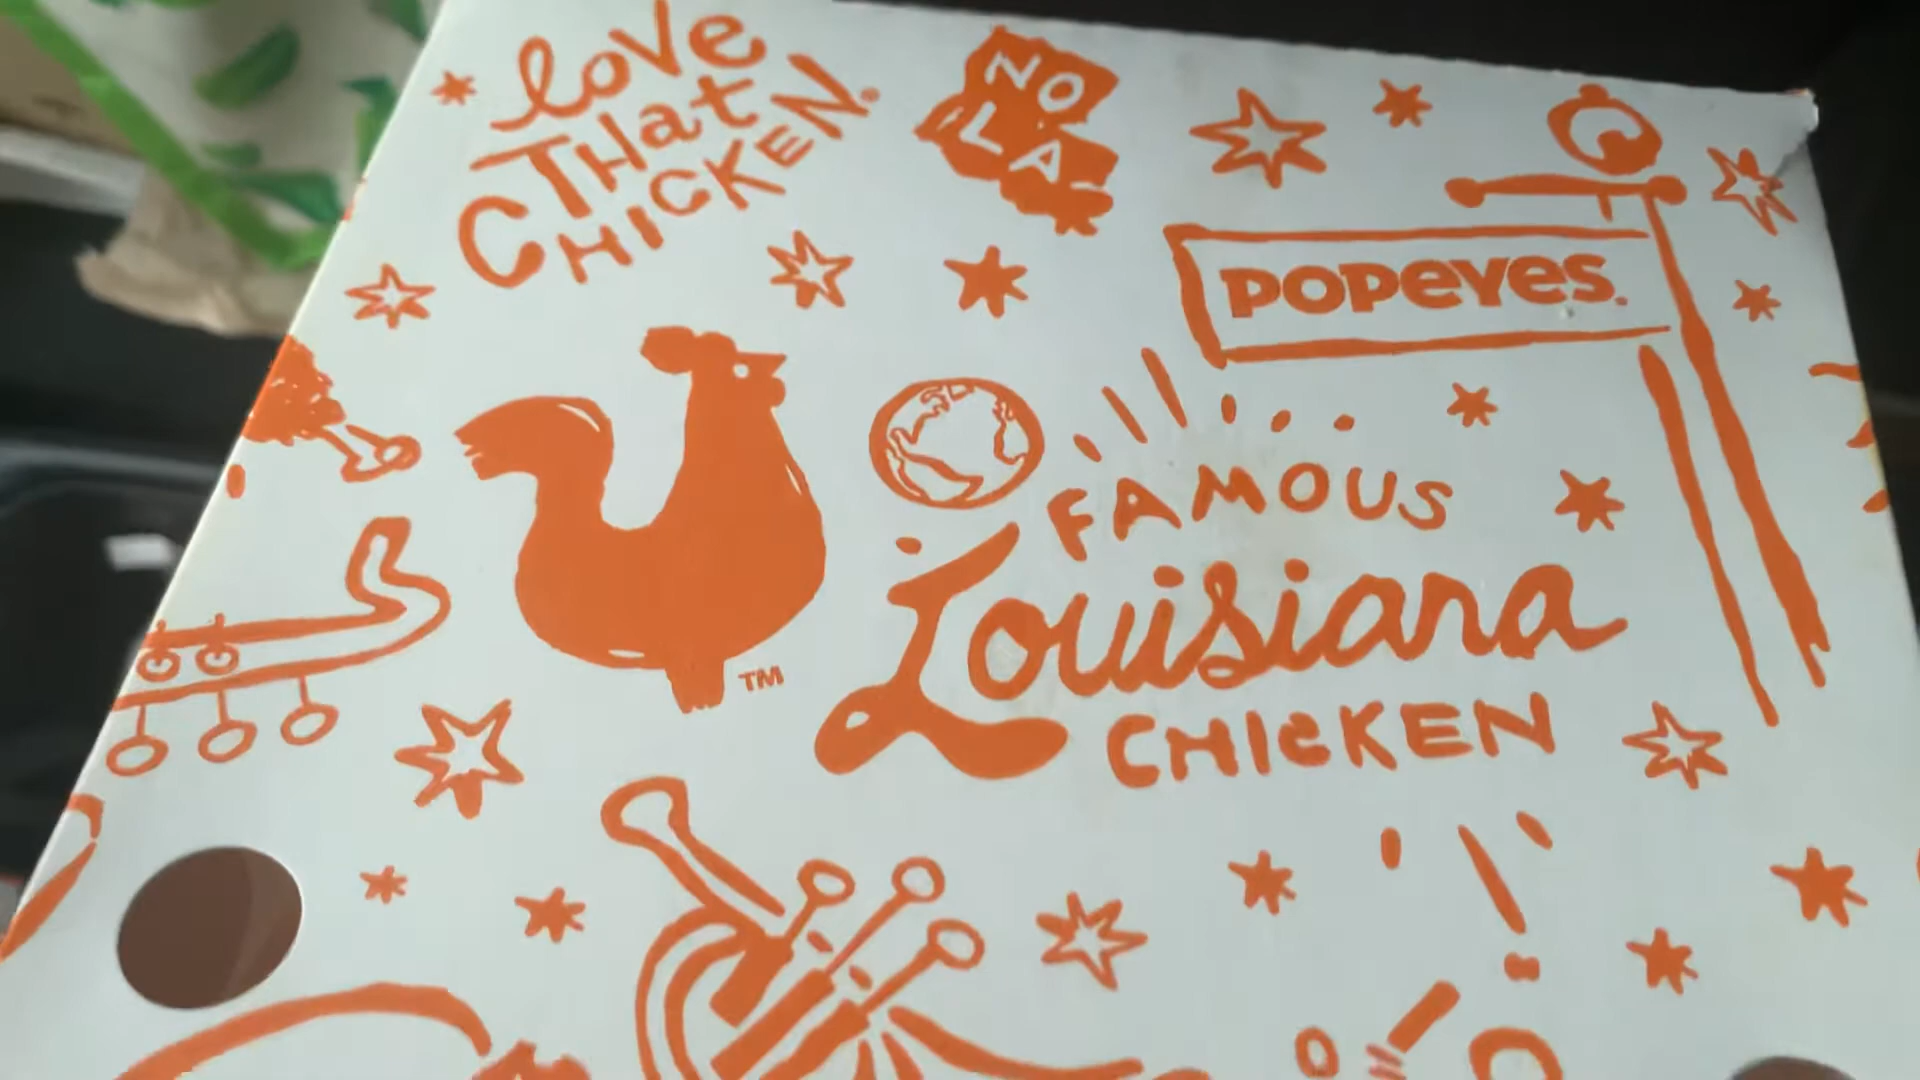 love
THat
CHICKEN®
NO
LA
POPEYES.
FAMOUS
Louisiana
CHICKEN
TM